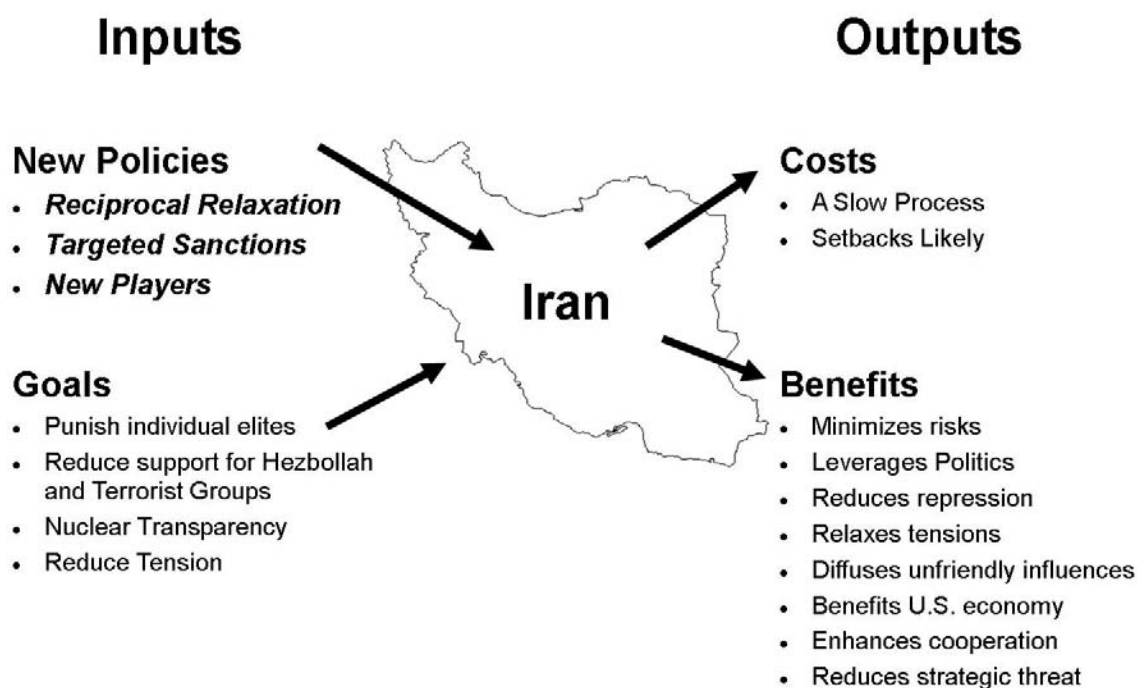 Inputs
Outputs
New Policies
• Reciprocal Relaxation
• Targeted Sanctions
• New Players
Goals
• Punish individual elites
• Reduce support for Hezbollah
and Terrorist Groups
• Nuclear Transparency
• Reduce Tension
Iran
Costs
• A Slow Process
• Setbacks Likely
Benefits
• Minimizes risks
• Leverages Politics
• Reduces repression
• Relaxes tensions
• Diffuses unfriendly influences
• Benefits U.S. economy
• Enhances cooperation
• Reduces strategic threat